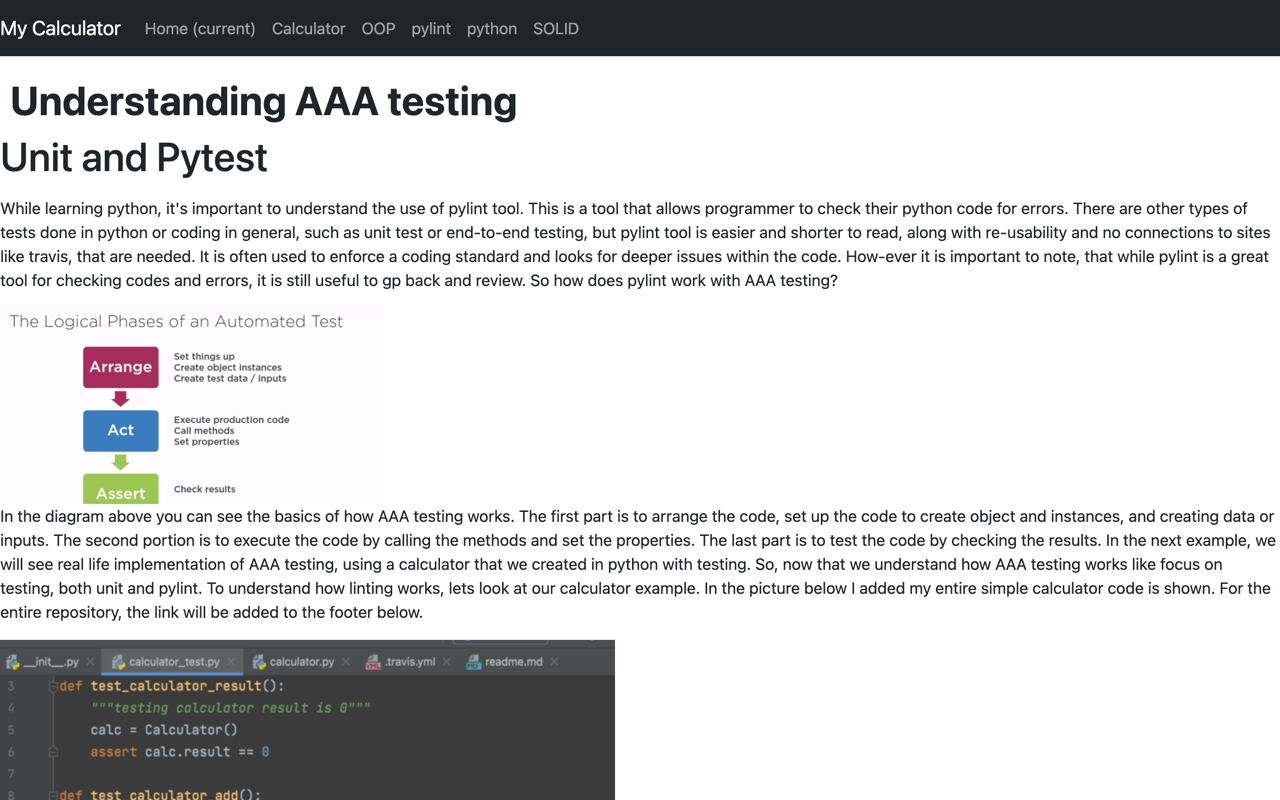 My Calculator Home (current) Calculator OOP pylint python SOLID
Understanding AAA testing
Unit and Pytest
While learning python, it's important to understand the use of pylint tool. This is a tool that allows programmer to check their python code for errors. There are other types of
tests done in python or coding in general, such as unit test or end-to-end testing, but pylint tool is easier and shorter to read, along with re-usability and no connections to sites
like travis, that are needed. It is often used to enforce a coding standard and looks for deeper issues within the code. How-ever it is important to note, that while pylint is a great
tool for checking codes and errors, it is still useful to gp back and review. So how does pylint work with AAA testing?
The Logical Phases of an Automated Test
Arrange
Set things up
Create object instances
Create test data / inputs
Act
Execute production code
Call methods
Set properties
Assert
Check results
In the diagram above you can see the basics of how AAA testing works. The first part is to arrange the code, set up the code to create object and instances, and creating data or
inputs. The second portion is to execute the code by calling the methods and set the properties. The last part is to test the code by checking the results. In the next example, we
will see real life implementation of AAA testing, using a calculator that we created in python with testing. So, now that we understand how AAA testing works like focus on
testing, both unit and pylint. To understand how linting works, lets look at our calculator example. In the picture below I added my entire simple calculator code is shown. For the
entire repository, the link will be added to the footer below.
__init__.py calculator_test.py calculator.py .travis.yml readme.md
3 def test_calculator_result():
4 """testing calculator result is 0"""
5 calc = Calculator()
6 assert calc.result == 0
7
8 def test_calculator_add():